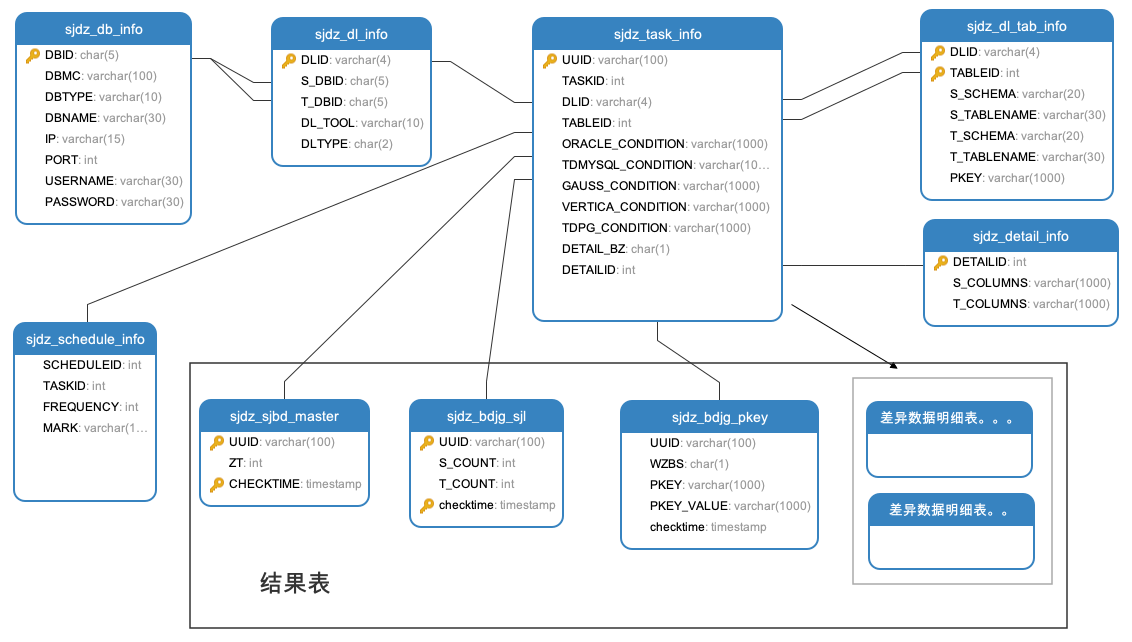 sjdz_db_info
DBID: char(5)
DBMC: varchar(100)
DBTYPE: varchar(10)
DBNAME: varchar(30)
IP: varchar(15)
PORT: int
USERNAME: varchar(30)
PASSWORD: varchar(30)
sjdz_dl_info
DLID: varchar(4)
S_DBID: char(5)
T_DBID: char(5)
DL_TOOL: varchar(10)
DLTYPE: char(2)
sjdz_task_info
UUID: varchar(100)
TASKID: int
DLID: varchar(4)
TABLEID: int
ORACLE_CONDITION: varchar(1000)
TDMYSQL_CONDITION: varchar(10...
GAUSS_CONDITION: varchar(1000)
VERTICA_CONDITION: varchar(1000)
TDPG_CONDITION: varchar(1000)
DETAIL_BZ: char(1)
DETAILID: int
sjdz_dl_tab_info
DLID: varchar(4)
TABLEID: int
S_SCHEMA: varchar(20)
S_TABLENAME: varchar(30)
T_SCHEMA: varchar(20)
T_TABLENAME: varchar(30)
PKEY: varchar(1000)
sjdz_detail_info
DETAILID: int
S_COLUMNS: varchar(1000)
T_COLUMNS: varchar(1000)
sjdz_schedule_info
SCHEDULEID: int
TASKID: int
FREQUENCY: int
MARK: varchar(1...
sjdz_sjbd_master
UUID: varchar(100)
ZT: int
CHECKTIME: timestamp
sjdz_bdjg_sjl
UUID: varchar(100)
S_COUNT: int
T_COUNT: int
checktime: timestamp
sjdz_bdjg_pkey
UUID: varchar(100)
WZBS: char(1)
PKEY: varchar(1000)
PKEY_VALUE: varchar(1000)
checktime: timestamp
差异数据明细表。。。
差异数据明细表。。
结果表